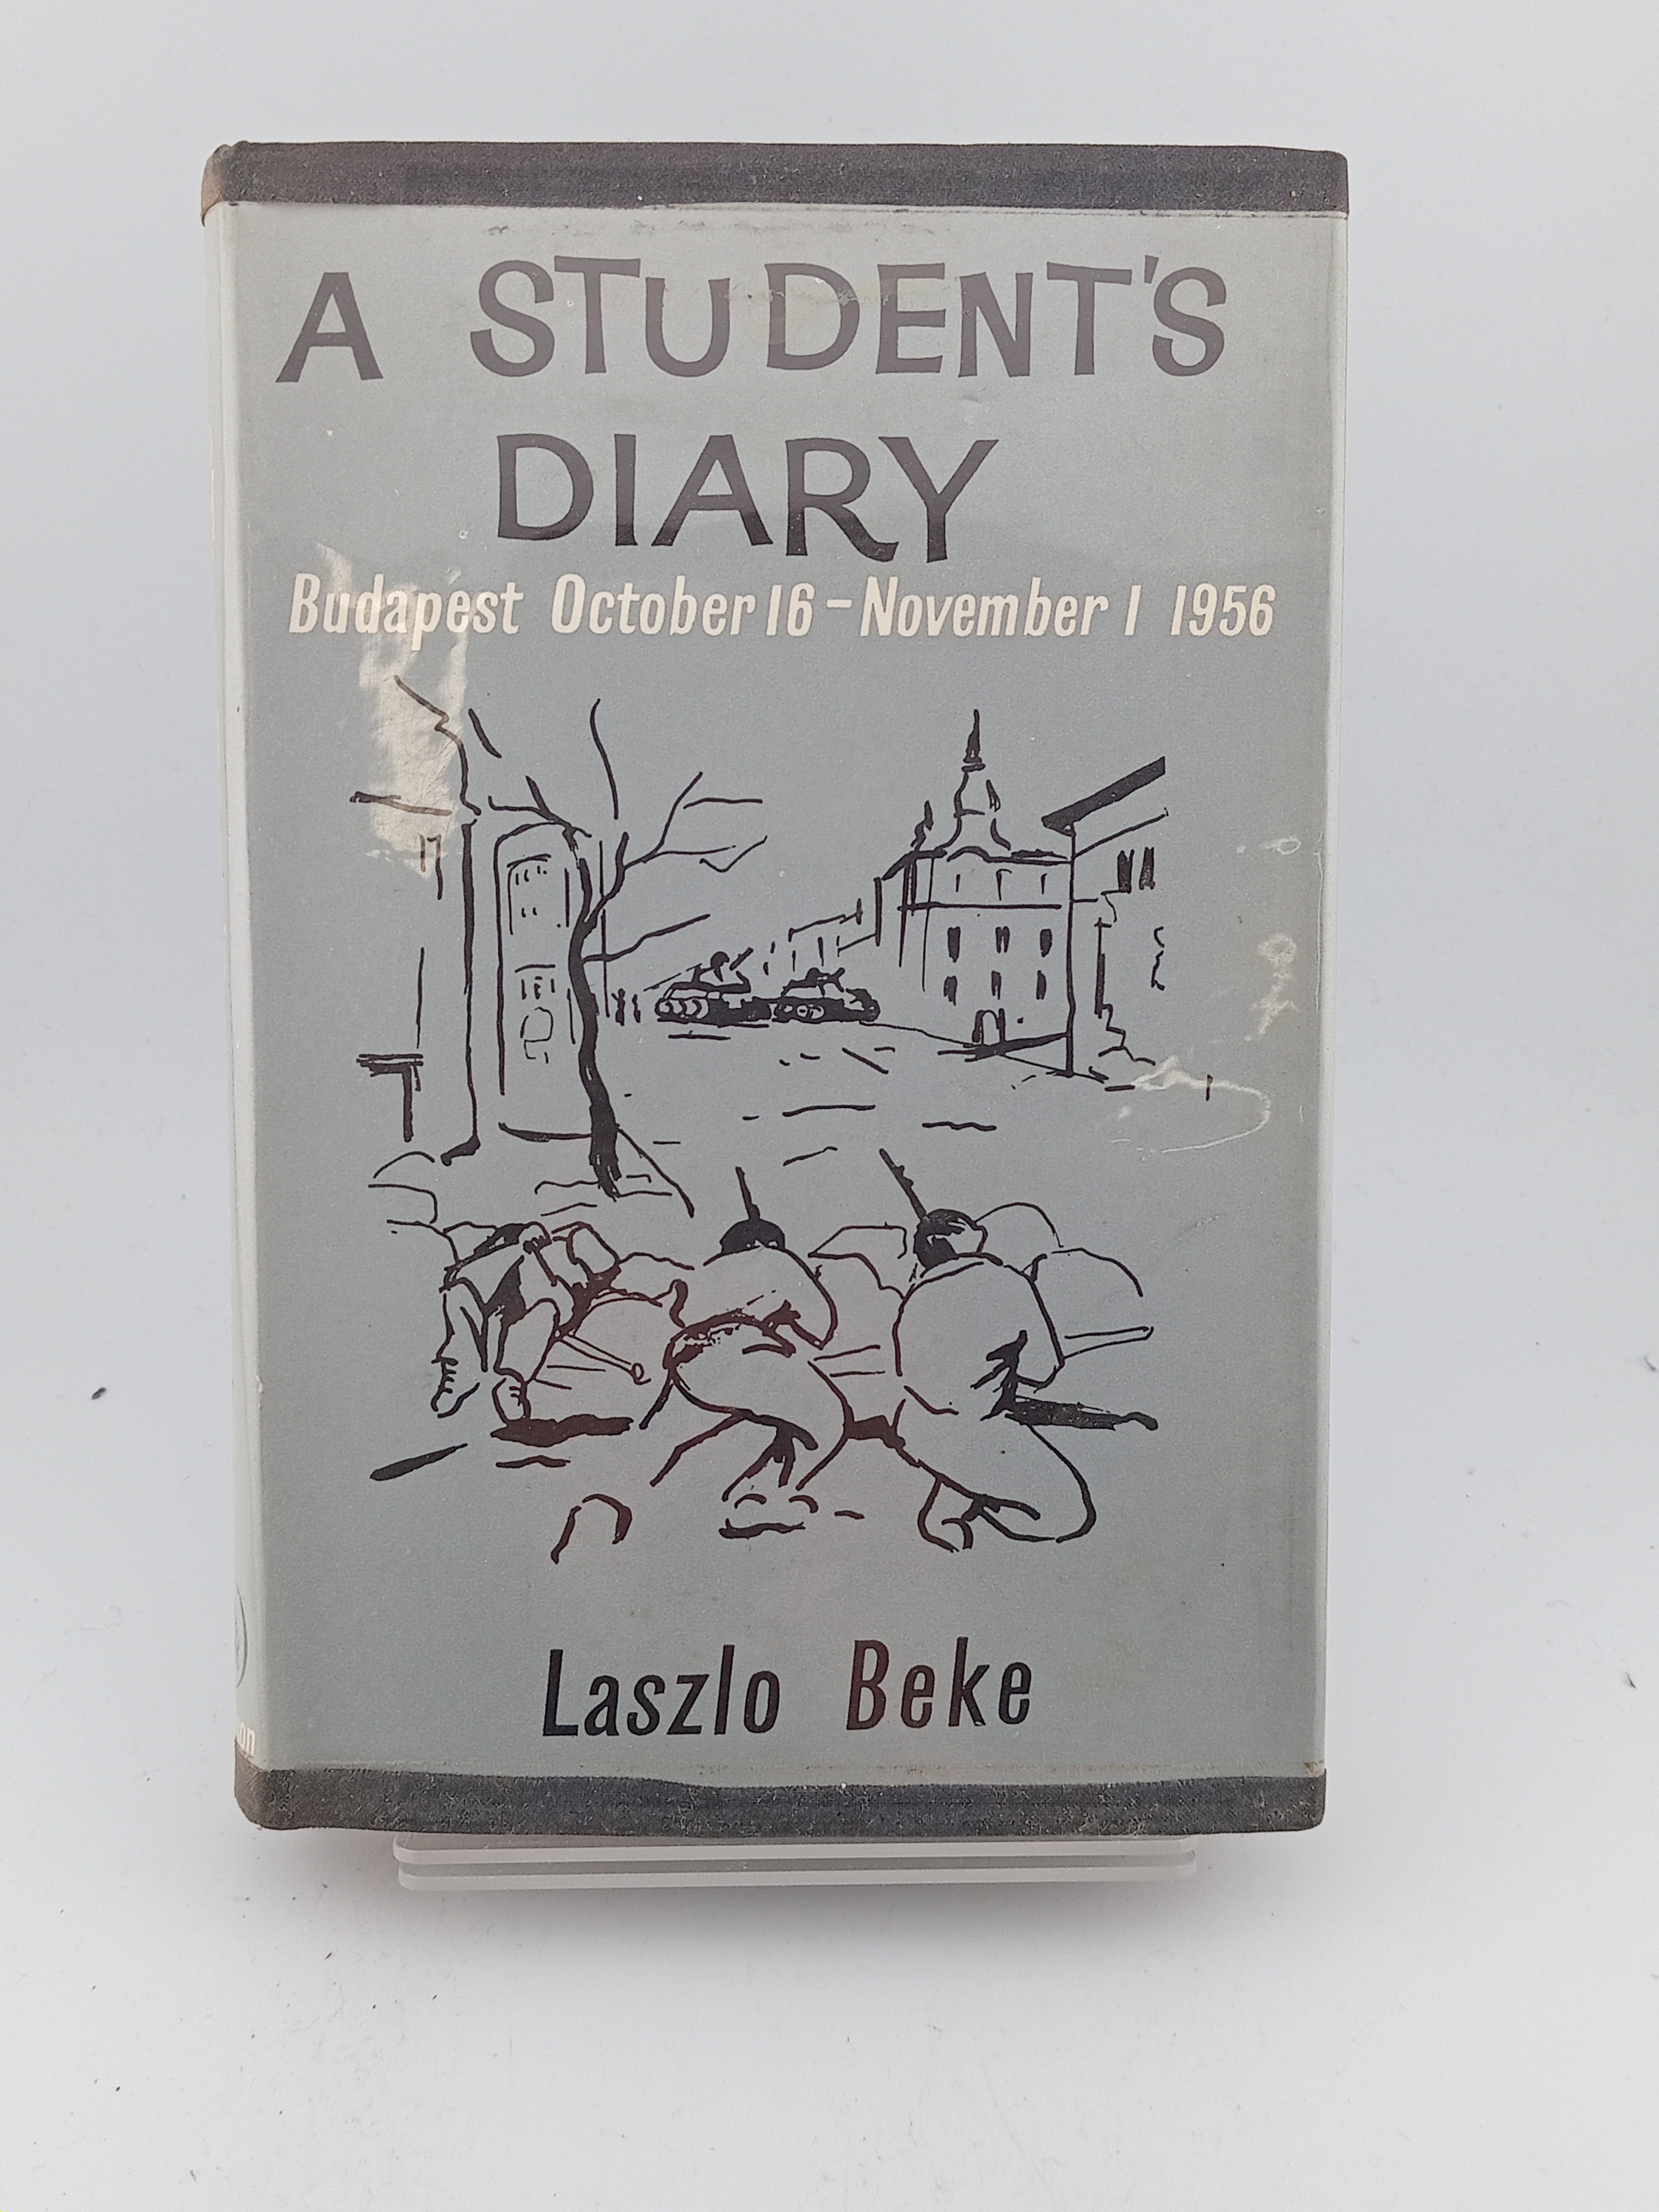 A STUDENT'S
DIARY
Budapest October 16 - November 1 1956
Laszlo Beke